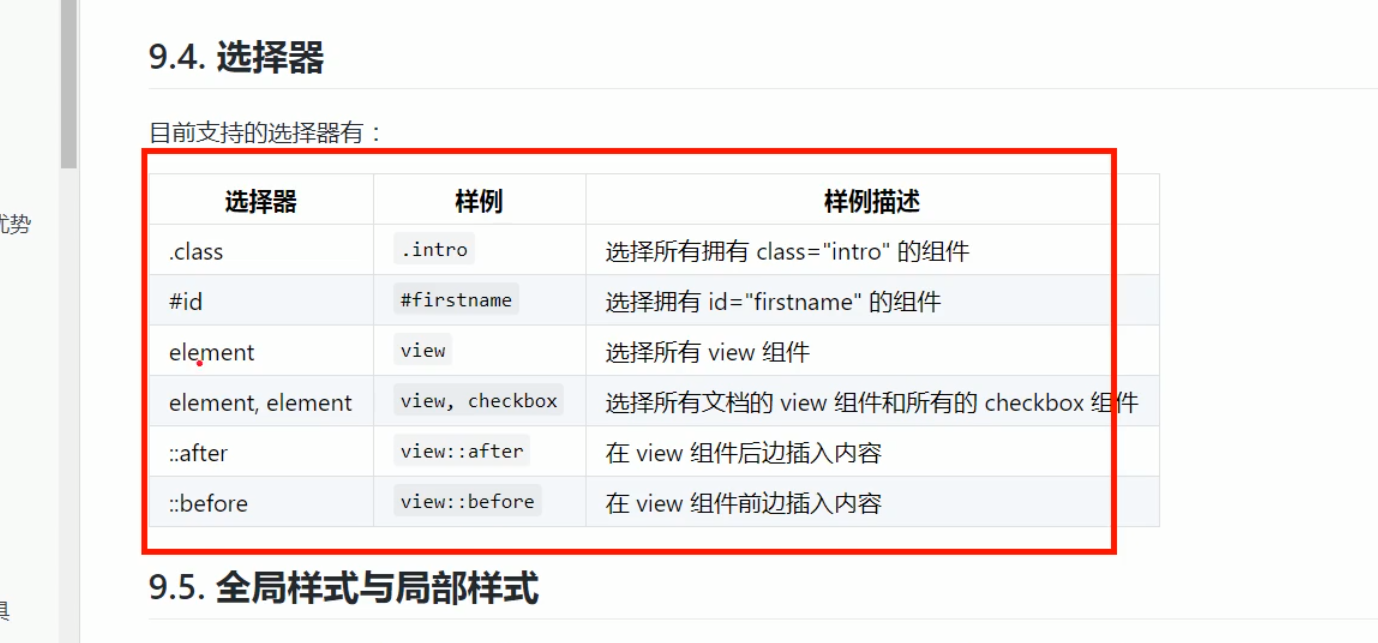 9.4. 选择器
目前支持的选择器有：
选择器 样例 样例描述
.class .intro 选择所有拥有 class="intro" 的组件
#id #firstname 选择拥有 id="firstname" 的组件
element view 选择所有 view 组件
element, element view, checkbox 选择所有文档的 view 组件和所有的 checkbox 组件
::after view::after 在 view 组件后边插入内容
::before view::before 在 view 组件前边插入内容
9.5. 全局样式与局部样式
优势
具